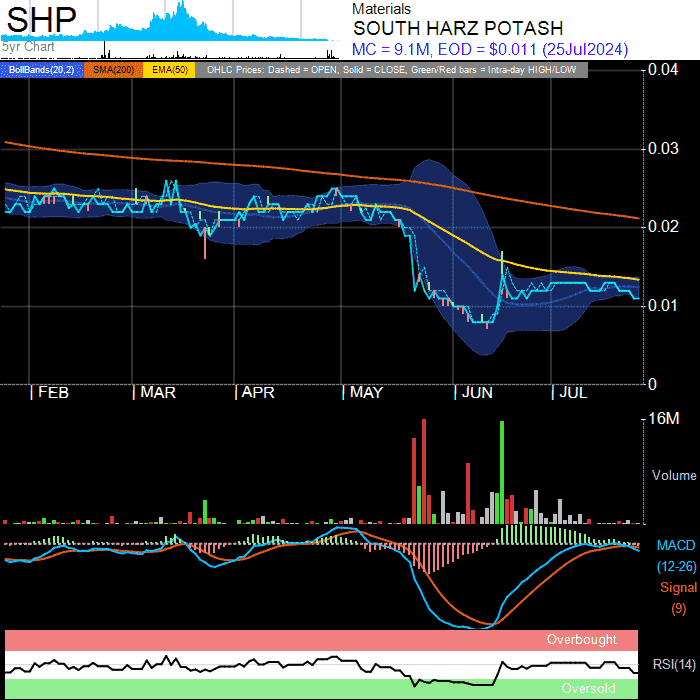 SHP
5yr Chart
Materials
SOUTH HARZ POTASH
MC = 9.1M, EOD = $0.011 (25Jul2024)
BollBands(20,2) SMA(200) EMA(50) OHLC Prices: Dashed = OPEN, Solid = CLOSE, Green/Red bars = Intra-day HIGH/LOW
0.04
0.03
0.02
0.01
0
FEB MAR APR MAY JUN JUL
16M
Volume
MACD
(12-26)
Signal
(9)
Overbought
RSI(14)
Oversold